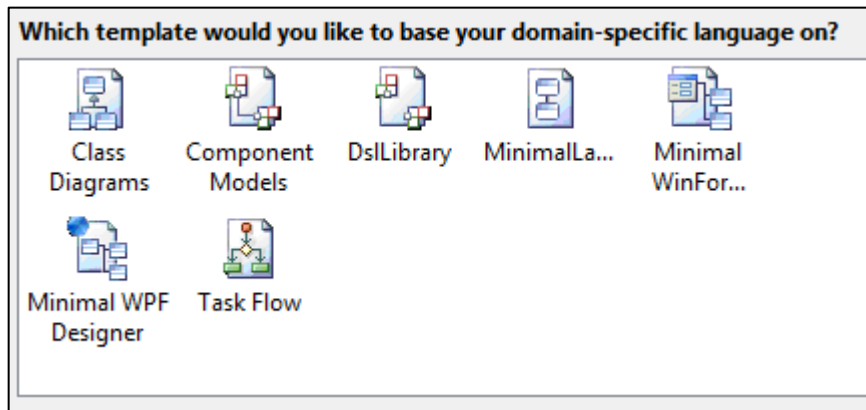 Which template would you like to base your domain-specific language on?
Class Component DslLibrary MinimalLa... Minimal
Diagrams Models WinFor...
Minimal WPF Task Flow
Designer